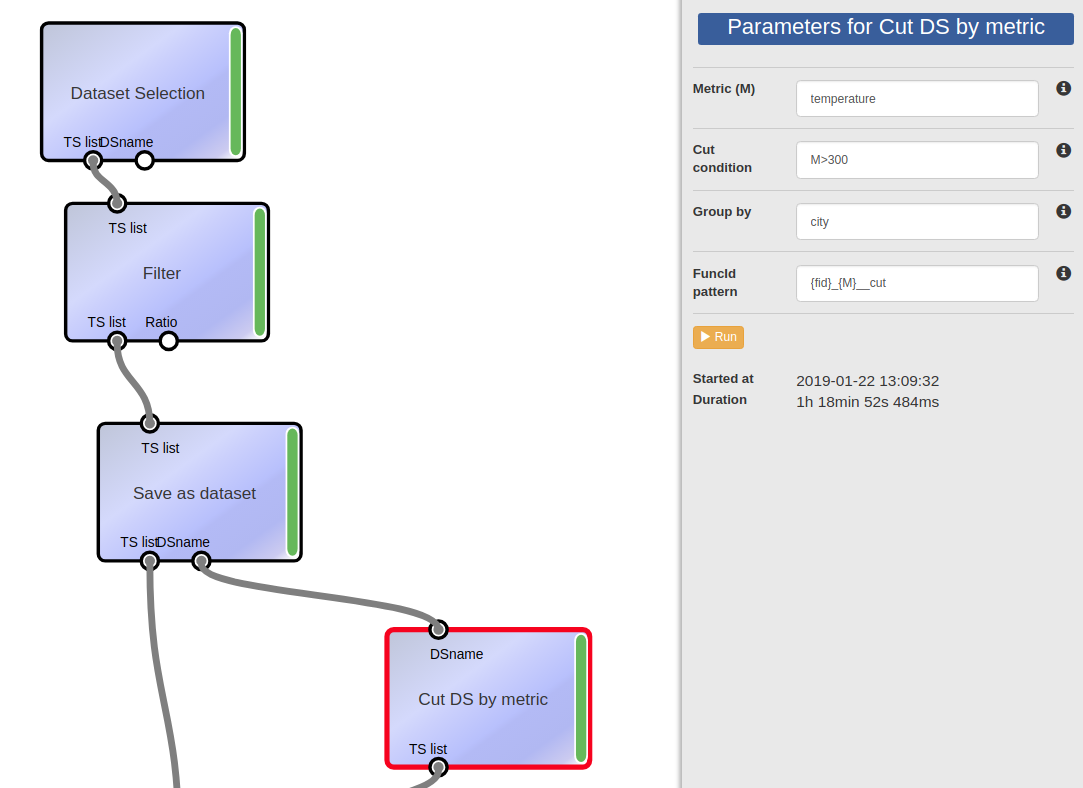 Dataset Selection
TS list
DSname
TS list
Filter
TS list
Ratio
TS list
Save as dataset
TS list
DSname
DSname
Cut DS by metric
TS list
Parameters for Cut DS by metric
Metric (M)
temperature
Cut
condition
M>300
Group by
city
FuncId
pattern
{fid}_{M}__cut
Run
Started at
2019-01-22 13:09:32
Duration
1h 18min 52s 484ms